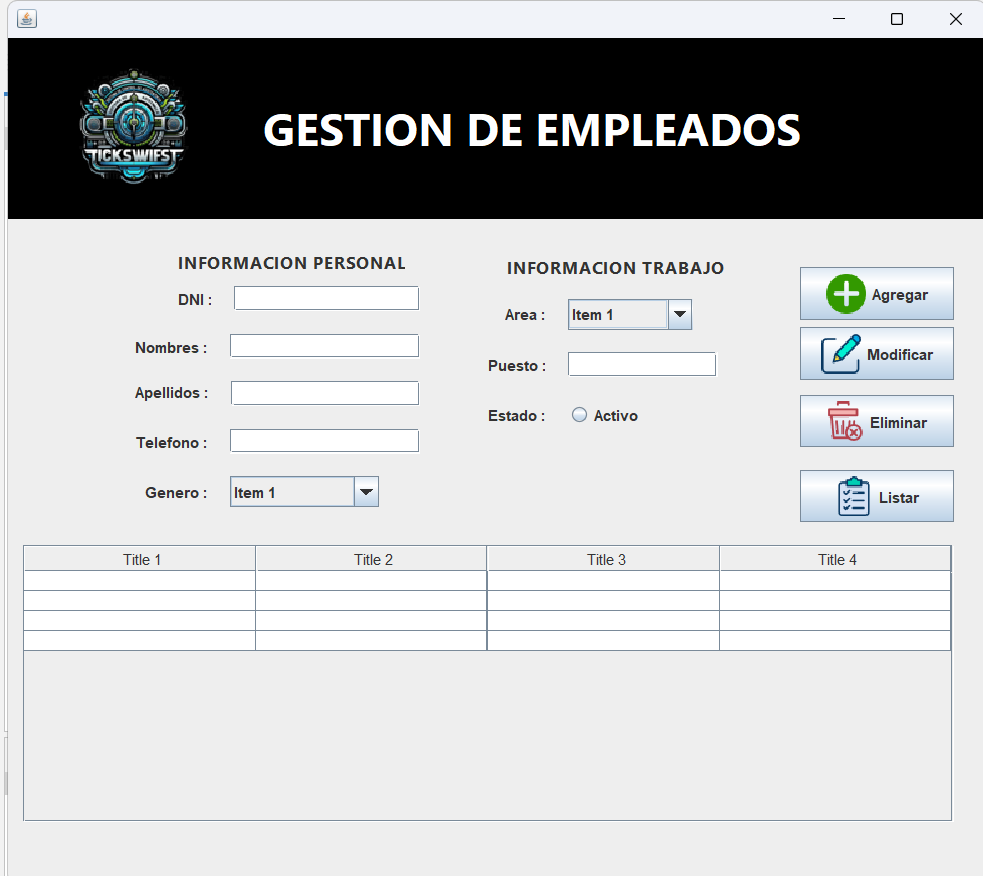 TICKSWIFST
GESTION DE EMPLEADOS
INFORMACION PERSONAL
DNI :
Nombres :
Apellidos :
Telefono :
Genero :
Item 1
INFORMACION TRABAJO
Area :
Item 1
Puesto :
Estado :
Activo
Agregar
Modificar
Eliminar
Listar
Title 1 Title 2 Title 3 Title 4